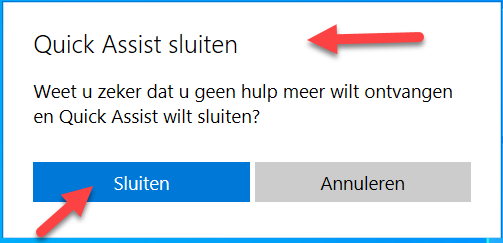 Quick Assist sluiten
Weet u zeker dat u geen hulp meer wilt ontvangen
en Quick Assist wilt sluiten?
Sluiten
Annuleren